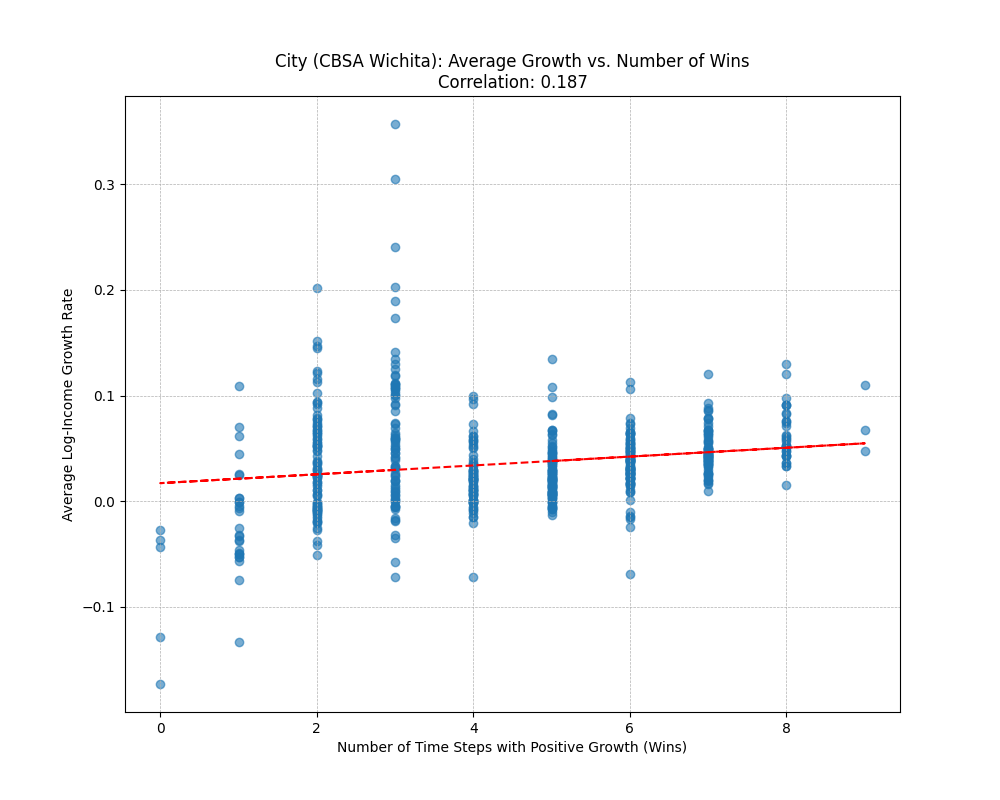 City (CBSA Wichita): Average Growth vs. Number of Wins
Correlation: 0.187
Average Log-Income Growth Rate
0.3
0.2
0.1
0.0
−0.1
0
2
4
6
8
Number of Time Steps with Positive Growth (Wins)